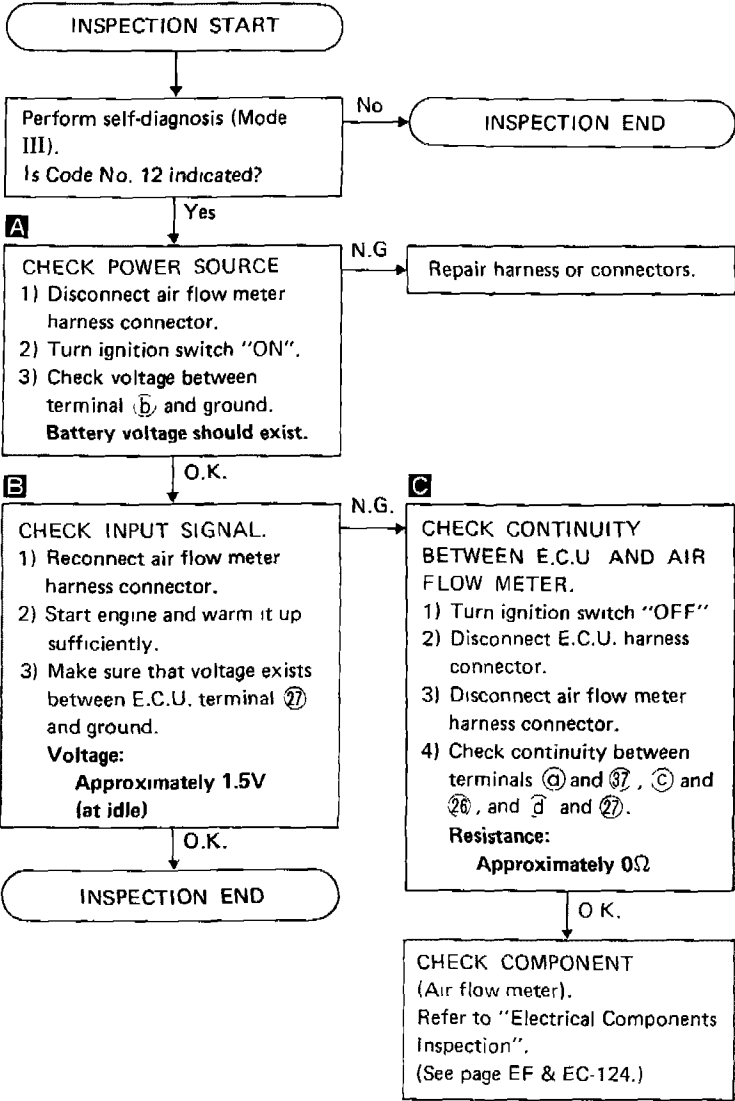 INSPECTION START
Perform self-diagnosis (Mode
III).
Is Code No. 12 indicated?
No
INSPECTION END
Yes
A
CHECK POWER SOURCE
1) Disconnect air flow meter
harness connector.
2) Turn ignition switch "ON".
3) Check voltage between
terminal ⓑ and ground.
Battery voltage should exist.
N.G
Repair harness or connectors.
O.K.
B
CHECK INPUT SIGNAL.
1) Reconnect air flow meter
harness connector.
2) Start engine and warm it up
sufficiently.
3) Make sure that voltage exists
between E.C.U. terminal ㉗
and ground.
Voltage:
Approximately 1.5V
(at idle)
N.G.
C
CHECK CONTINUITY
BETWEEN E.C.U AND AIR
FLOW METER.
1) Turn ignition switch "OFF"
2) Disconnect E.C.U. harness
connector.
3) Disconnect air flow meter
harness connector.
4) Check continuity between
terminals ⓐ and ㊲, ⓒ and
㉖, and ⓓ and ㉗.
Resistance:
Approximately 0Ω
O.K.
INSPECTION END
O K.
CHECK COMPONENT
(Air flow meter).
Refer to "Electrical Components
Inspection".
(See page EF & EC-124.)